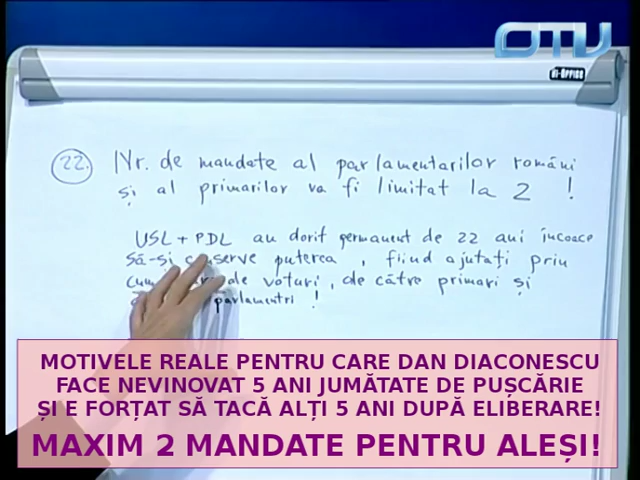 OTV
BI-OFFICE
22. Nr. de mandate al parlamentarilor români
și al primarilor va fi limitat la 2 !
USL + PDL au dorit permanent de 22 ani încoace
să-și conserve puterea, fiind ajutați prin
voturi, de către primari și
parlamentri !
MOTIVELE REALE PENTRU CARE DAN DIACONESCU
FACE NEVINOVAT 5 ANI JUMĂTATE DE PUȘCĂRIE
ȘI E FORȚAT SĂ TACĂ ALȚI 5 ANI DUPĂ ELIBERARE!
MAXIM 2 MANDATE PENTRU ALEȘI!